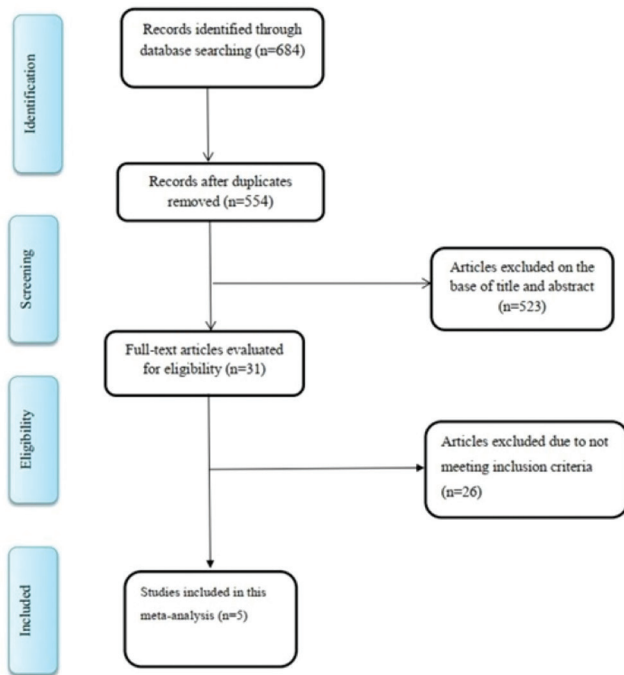 Identification
Records identified through
database searching (n=684)
Records after duplicates
removed (n=554)
Screening
Articles excluded on the
base of title and abstract
(n=523)
Full-text articles evaluated
for eligibility (n=31)
Eligibility
Articles excluded due to not
meeting inclusion criteria
(n=26)
Included
Studies included in this
meta-analysis (n=5)